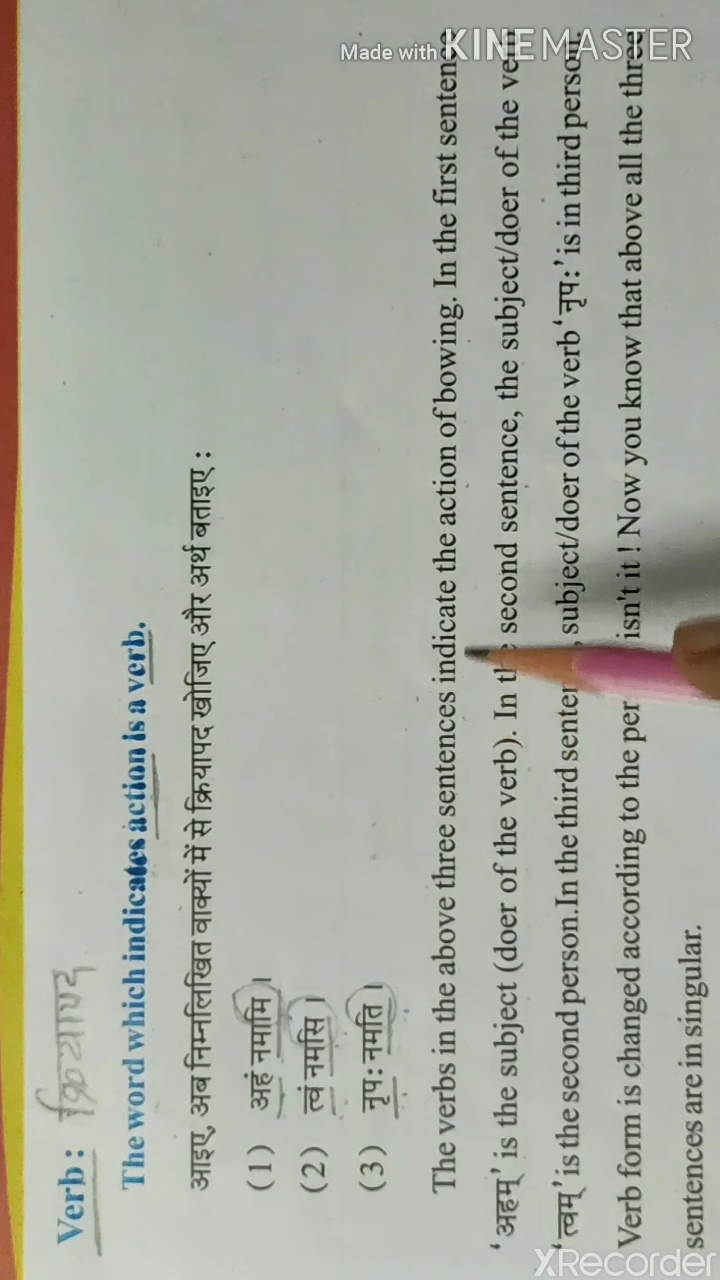 Made with KINEMASTER
Verb : क्रियापद
The word which indicates action is a verb.
आइए, अब निम्नलिखित वाक्यों में से क्रियापद खोजिए और अर्थ बताइए :
(1) अहं नमामि ।
(2) त्वं नमसि ।
(3) नृपः नमति ।
The verbs in the above three sentences indicate the action of bowing. In the first sentence
'अहम्' is the subject (doer of the verb). In the second sentence, the subject/doer of the verb
'त्वम्' is the second person.In the third senten , subject/doer of the verb 'नृपः' is in third person.
Verb form is changed according to the per isn't it ! Now you know that above all the three
sentences are in singular.
XRecorder